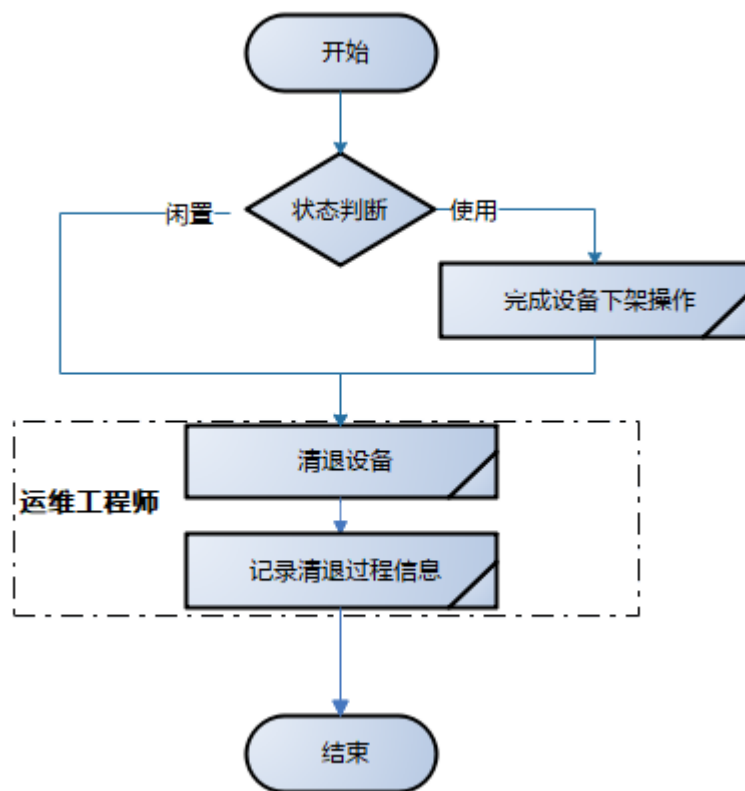 开始
状态判断
闲置
使用
完成设备下架操作
清退设备
运维工程师
记录清退过程信息
结束